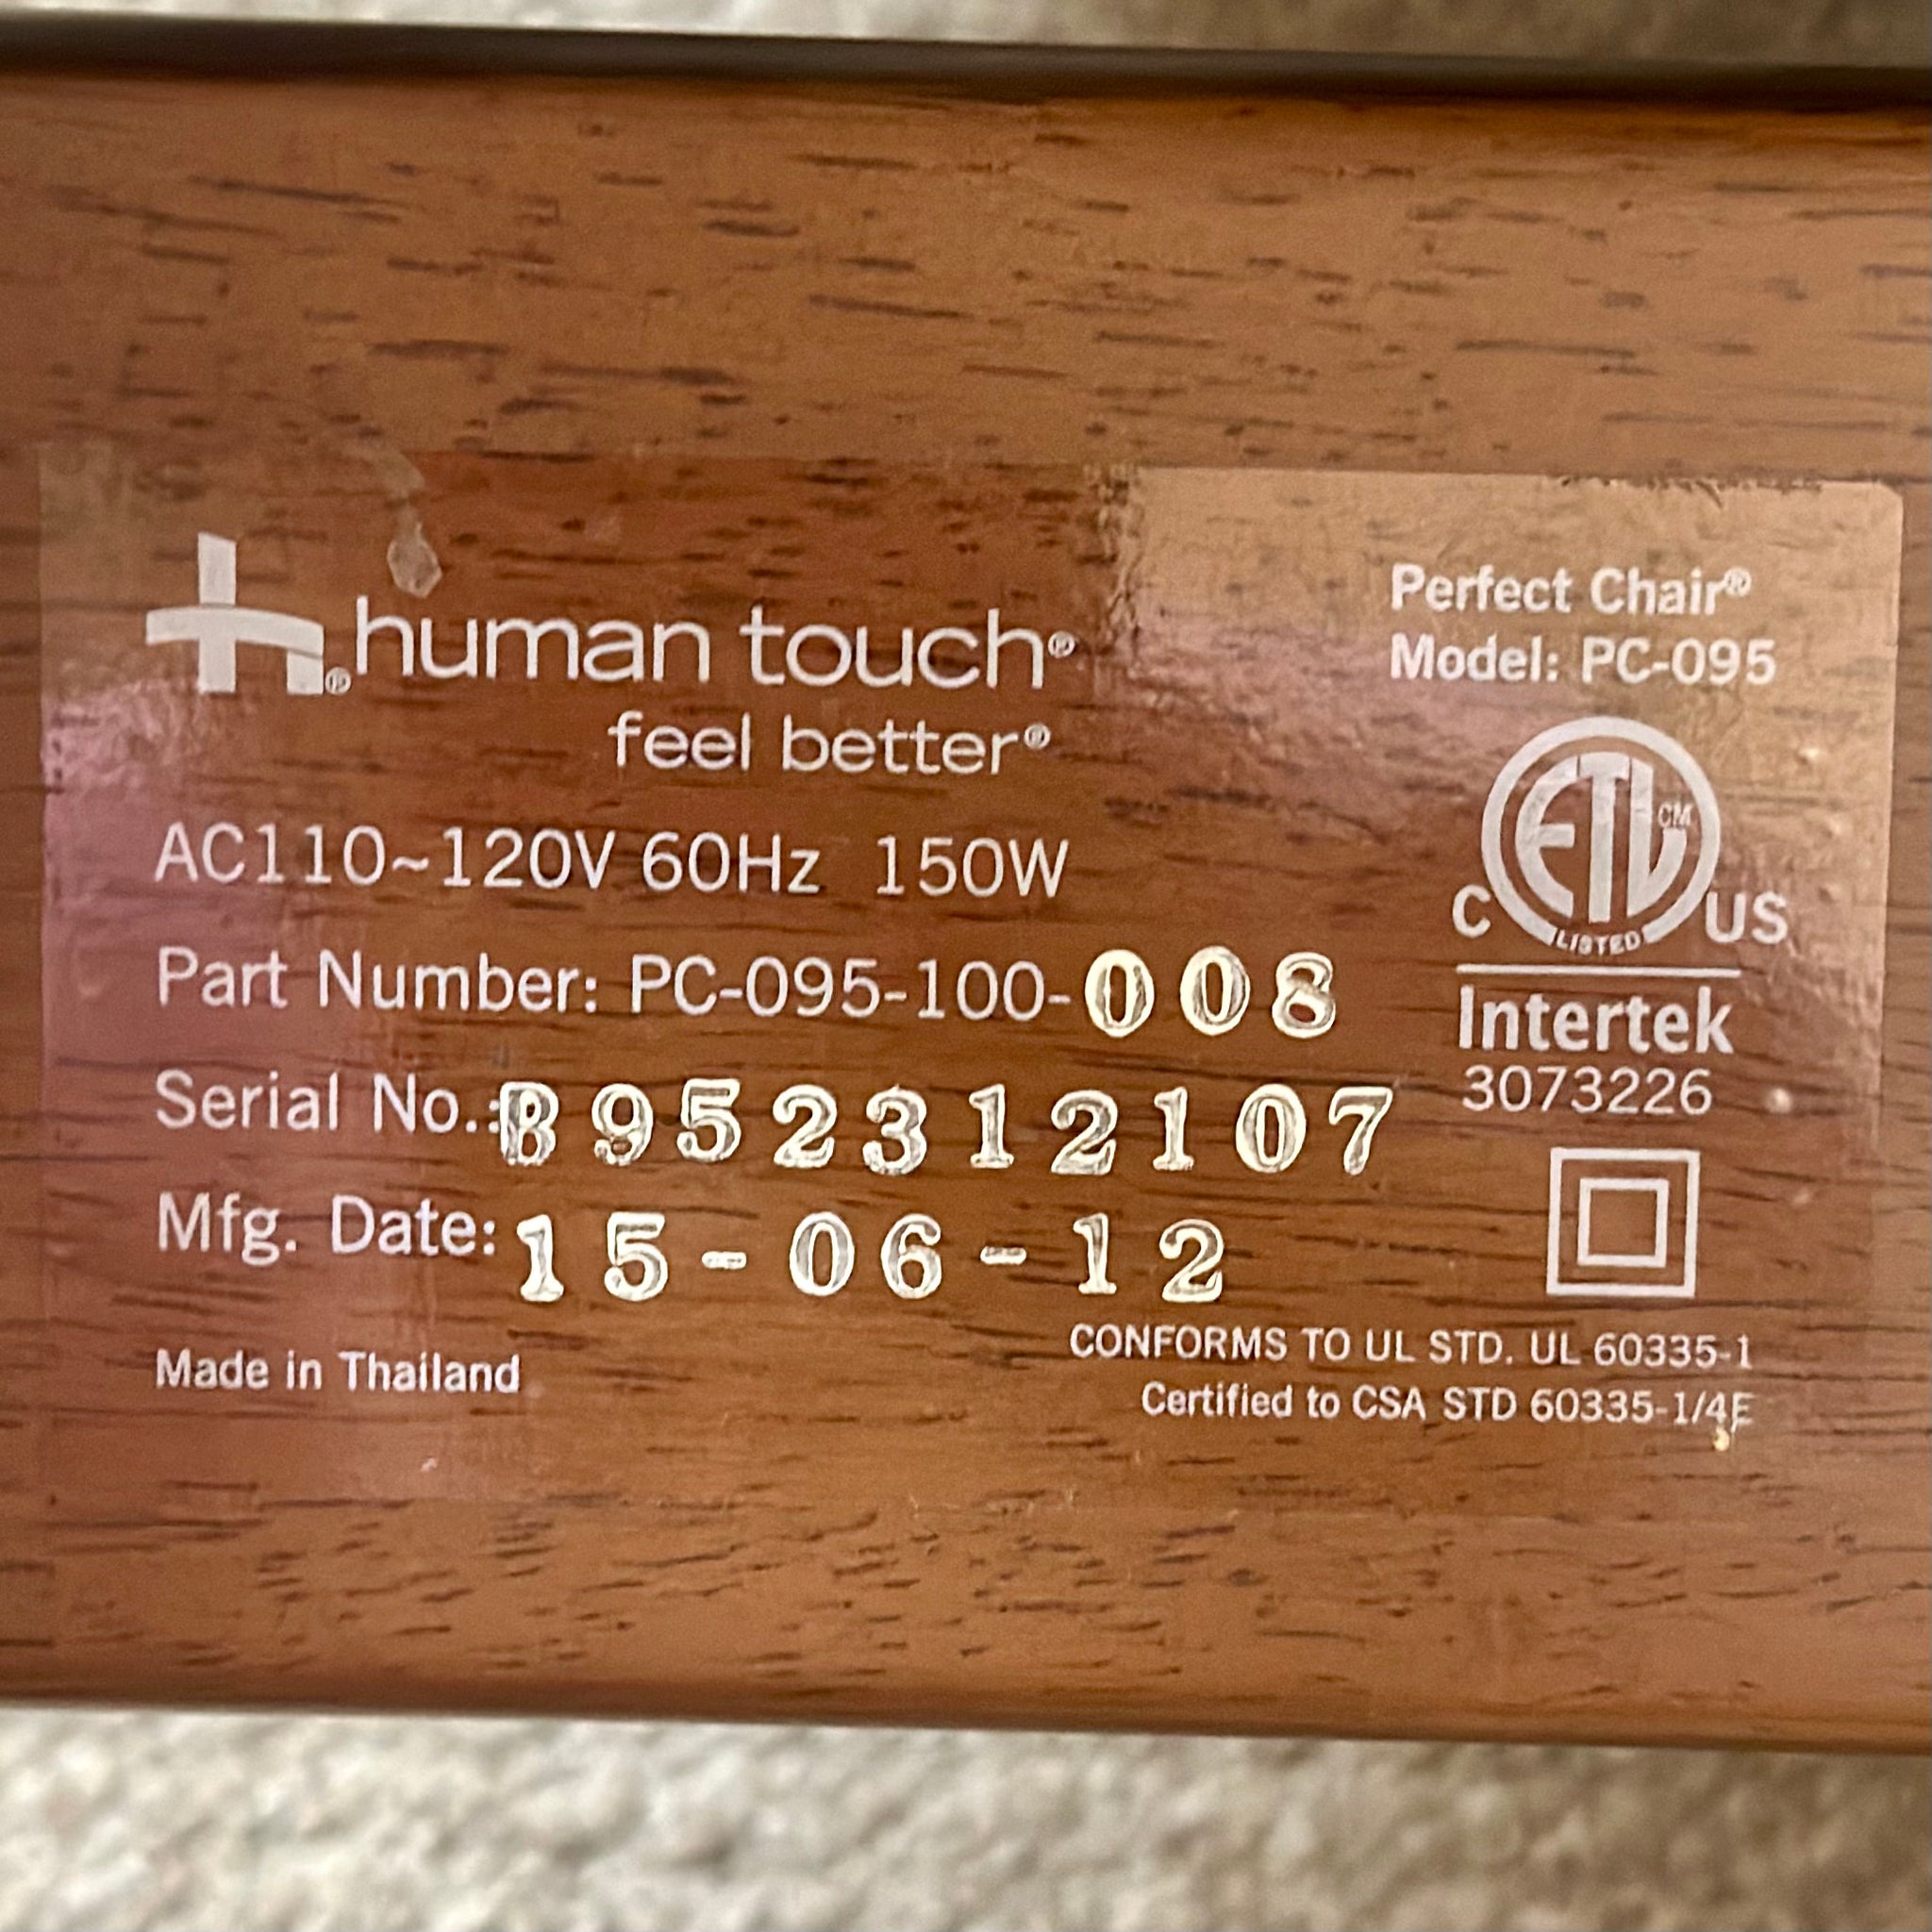 human touch®
feel better®
Perfect Chair®
Model: PC-095
AC110~120V 60Hz 150W
Part Number: PC-095-100-008
Serial No.: B952312107
Mfg. Date: 15-06-12
Made in Thailand
ETL CM
LISTED
C US
Intertek
3073226
CONFORMS TO UL STD. UL 60335-1
Certified to CSA STD 60335-1/4E